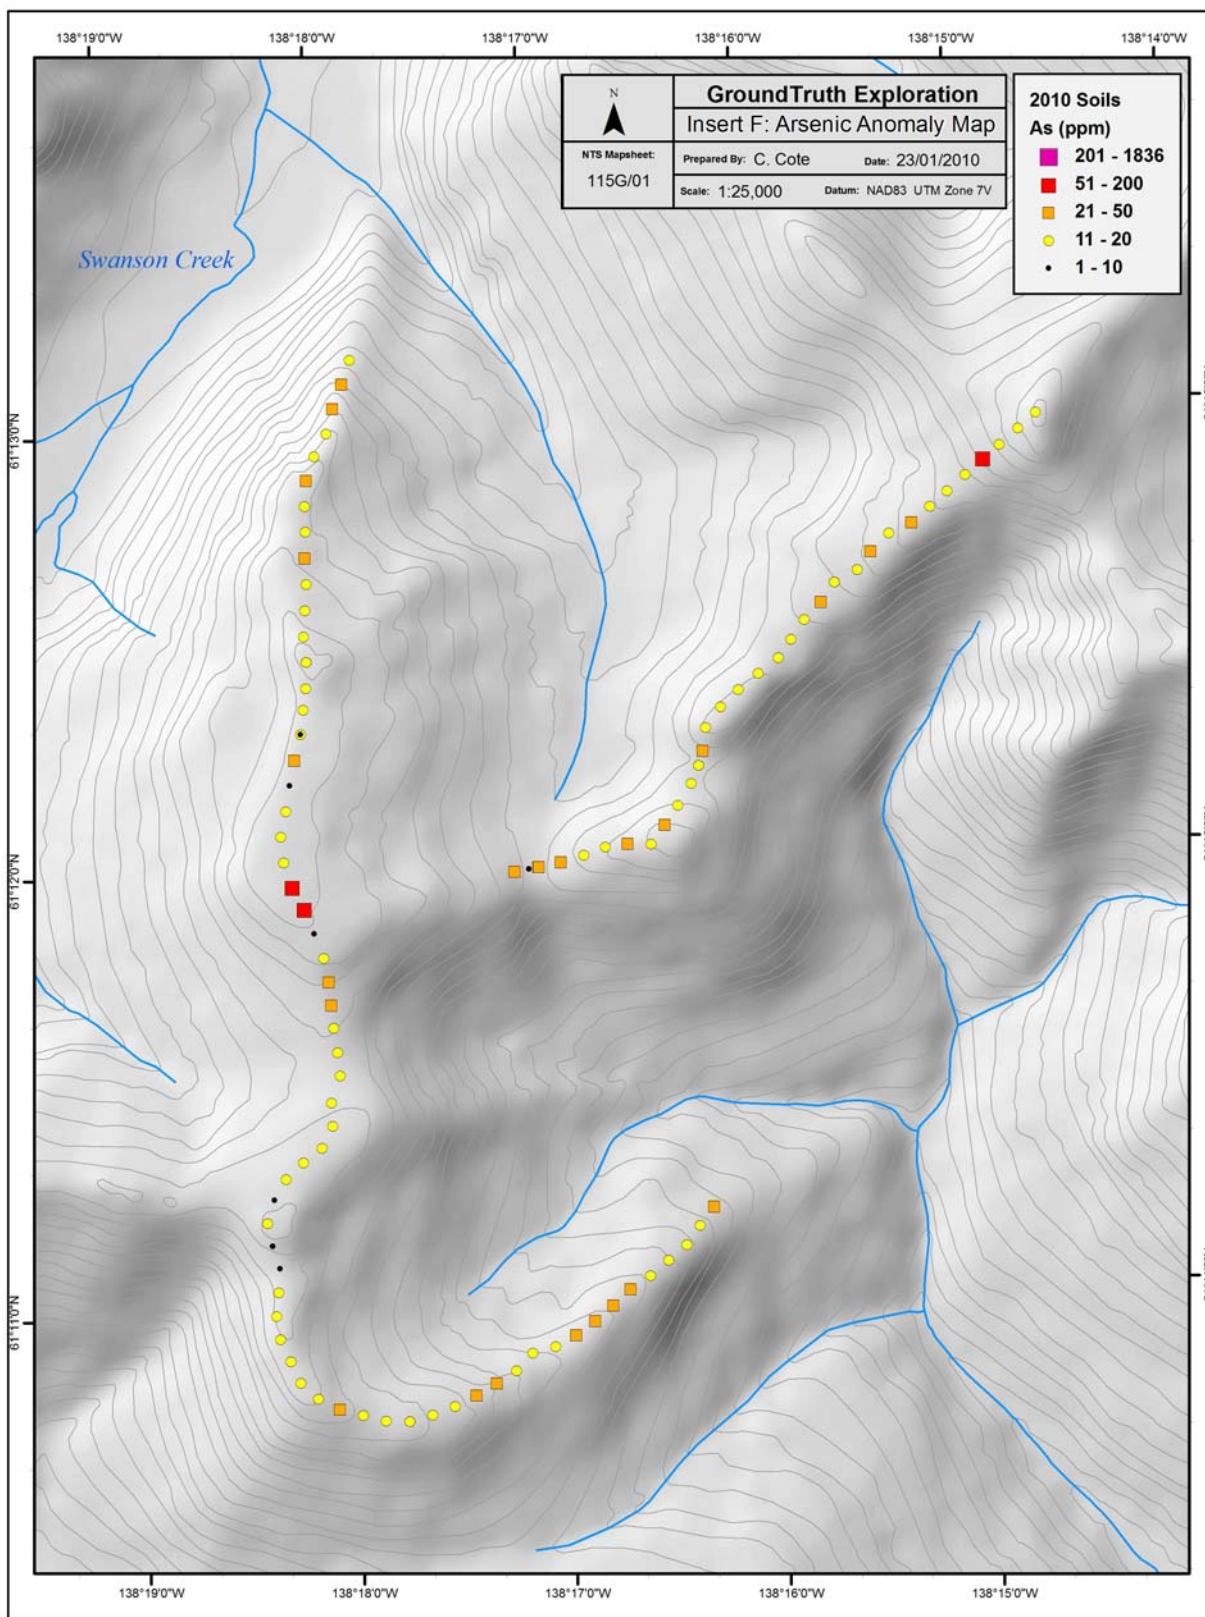 138°19'0"W 138°18'0"W 138°17'0"W 138°16'0"W 138°15'0"W 138°14'0"W
N
NTS Mapsheet:
115G/01
GroundTruth Exploration
Insert F: Arsenic Anomaly Map
Prepared By: C. Cote Date: 23/01/2010
Scale: 1:25,000 Datum: NAD83 UTM Zone 7V
2010 Soils
As (ppm)
201 - 1836
51 - 200
21 - 50
11 - 20
1 - 10
Swanson Creek
61°13'0"N
61°12'0"N
61°11'0"N
138°19'0"W 138°18'0"W 138°17'0"W 138°16'0"W 138°15'0"W